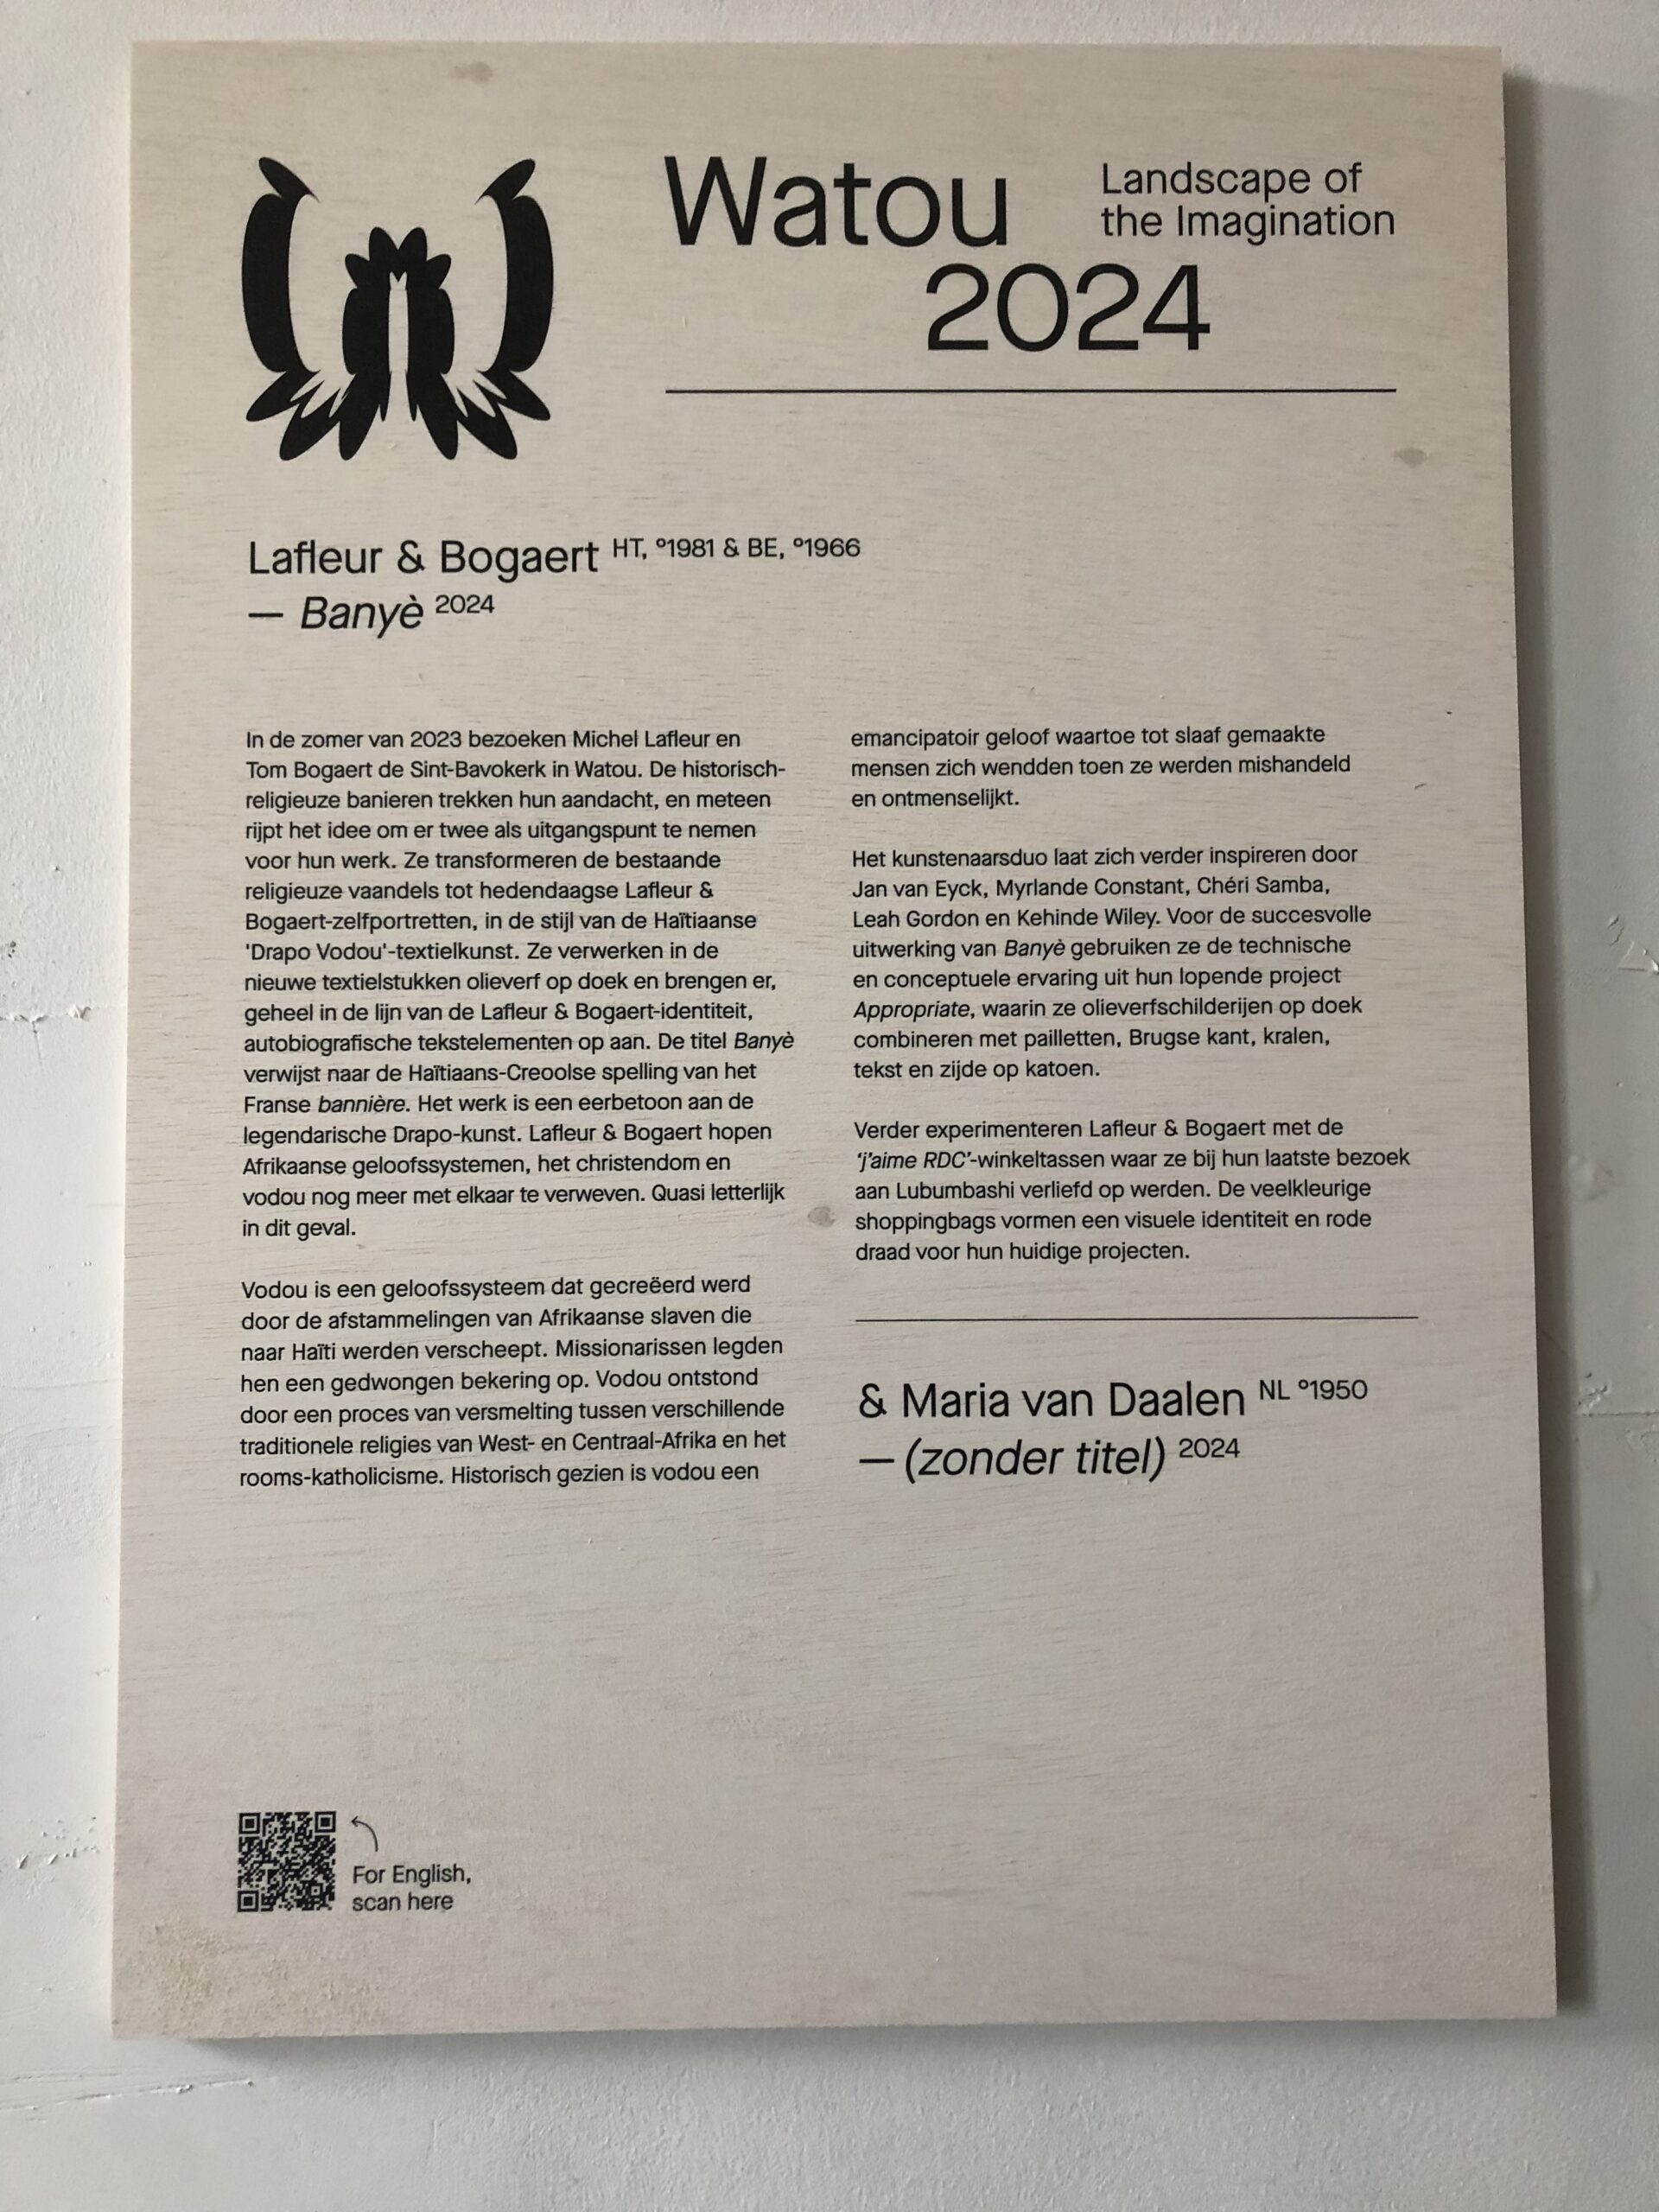 Watou
Landscape of
the Imagination
2024
Lafleur & Bogaert HT, °1981 & BE, °1966
— Banyè 2024
In de zomer van 2023 bezoeken Michel Lafleur en
Tom Bogaert de Sint-Bavokerk in Watou. De historisch-
religieuze banieren trekken hun aandacht, en meteen
rijpt het idee om er twee als uitgangspunt te nemen
voor hun werk. Ze transformeren de bestaande
religieuze vaandels tot hedendaagse Lafleur &
Bogaert-zelfportretten, in de stijl van de Haïtiaanse
'Drapo Vodou'-textielkunst. Ze verwerken in de
nieuwe textielstukken olieverf op doek en brengen er,
geheel in de lijn van de Lafleur & Bogaert-identiteit,
autobiografische tekstelementen op aan. De titel Banyè
verwijst naar de Haïtiaans-Creoolse spelling van het
Franse bannière. Het werk is een eerbetoon aan de
legendarische Drapo-kunst. Lafleur & Bogaert hopen
Afrikaanse geloofssystemen, het christendom en
vodou nog meer met elkaar te verweven. Quasi letterlijk
in dit geval.
Vodou is een geloofssysteem dat gecreëerd werd
door de afstammelingen van Afrikaanse slaven die
naar Haïti werden verscheept. Missionarissen legden
hen een gedwongen bekering op. Vodou ontstond
door een proces van versmelting tussen verschillende
traditionele religies van West- en Centraal-Afrika en het
rooms-katholicisme. Historisch gezien is vodou een
emancipatoir geloof waartoe tot slaaf gemaakte
mensen zich wendden toen ze werden mishandeld
en ontmenselijkt.
Het kunstenaarsduo laat zich verder inspireren door
Jan van Eyck, Myrlande Constant, Chéri Samba,
Leah Gordon en Kehinde Wiley. Voor de succesvolle
uitwerking van Banyè gebruiken ze de technische
en conceptuele ervaring uit hun lopende project
Appropriate, waarin ze olieverfschilderijen op doek
combineren met pailletten, Brugse kant, kralen,
tekst en zijde op katoen.
Verder experimenteren Lafleur & Bogaert met de
‘j’aime RDC’-winkeltassen waar ze bij hun laatste bezoek
aan Lubumbashi verliefd op werden. De veelkleurige
shoppingbags vormen een visuele identiteit en rode
draad voor hun huidige projecten.
& Maria van Daalen NL °1950
— (zonder titel) 2024
For English,
scan here